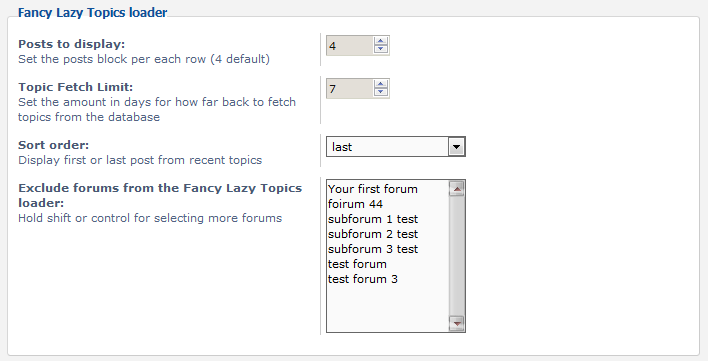 Fancy Lazy Topics loader
Posts to display:
Set the posts block per each row (4 default)
4
Topic Fetch Limit:
Set the amount in days for how far back to fetch
topics from the database
7
Sort order:
Display first or last post from recent topics
last
Exclude forums from the Fancy Lazy Topics
loader:
Hold shift or control for selecting more forums
Your first forum
foirum 44
subforum 1 test
subforum 2 test
subforum 3 test
test forum
test forum 3